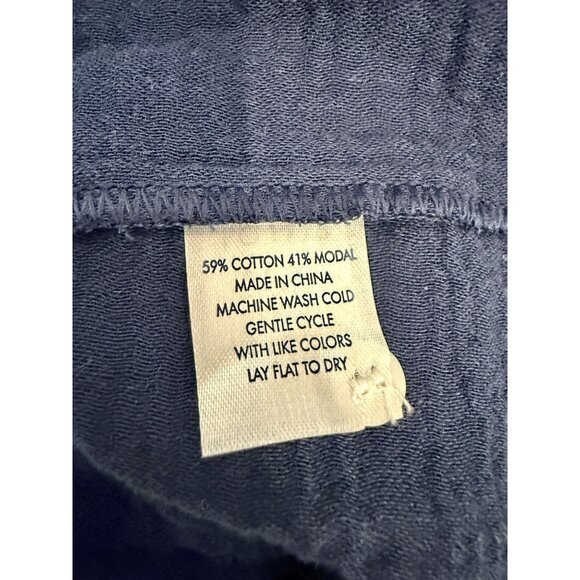 59% COTTON 41% MODAL
MADE IN CHINA
MACHINE WASH COLD
GENTLE CYCLE
WITH LIKE COLORS
LAY FLAT TO DRY